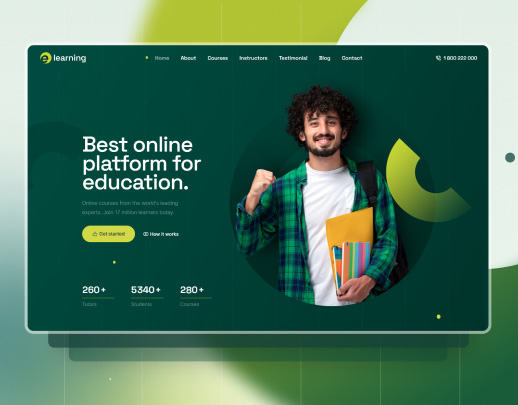 e learning
Home About Courses Instructors Testimonial Blog Contact
1 800 222 000
Best online
platform for
education.
Online courses from the world's leading
experts. Join 17 million learners today.
Get started
How it works
260+ 5340+ 280+
Tutors Students Courses